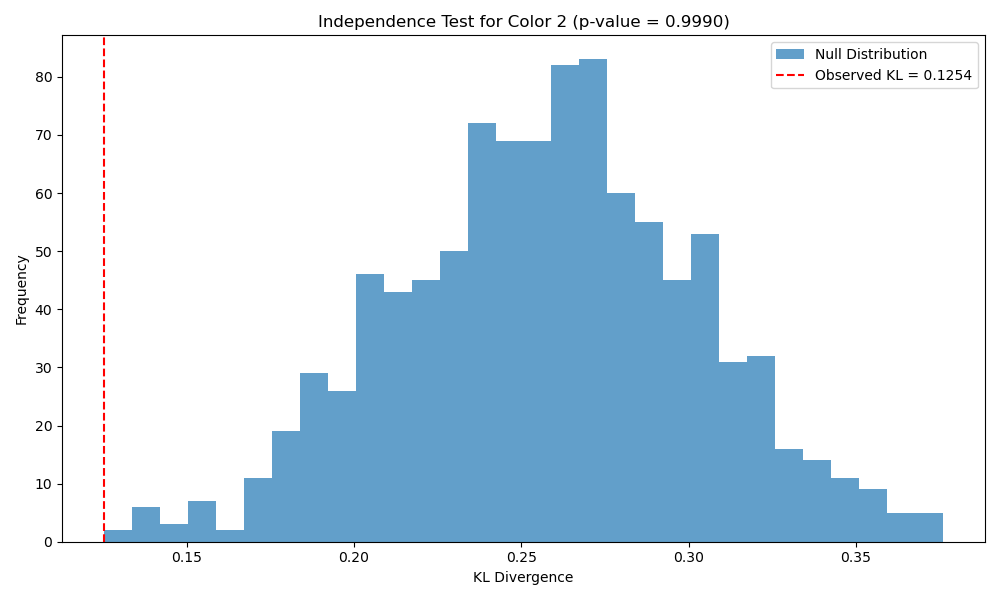 Independence Test for Color 2 (p-value = 0.9990)
Null Distribution
Observed KL = 0.1254
Frequency
80
70
60
50
40
30
20
10
0
0.15 0.20 0.25 0.30 0.35
KL Divergence